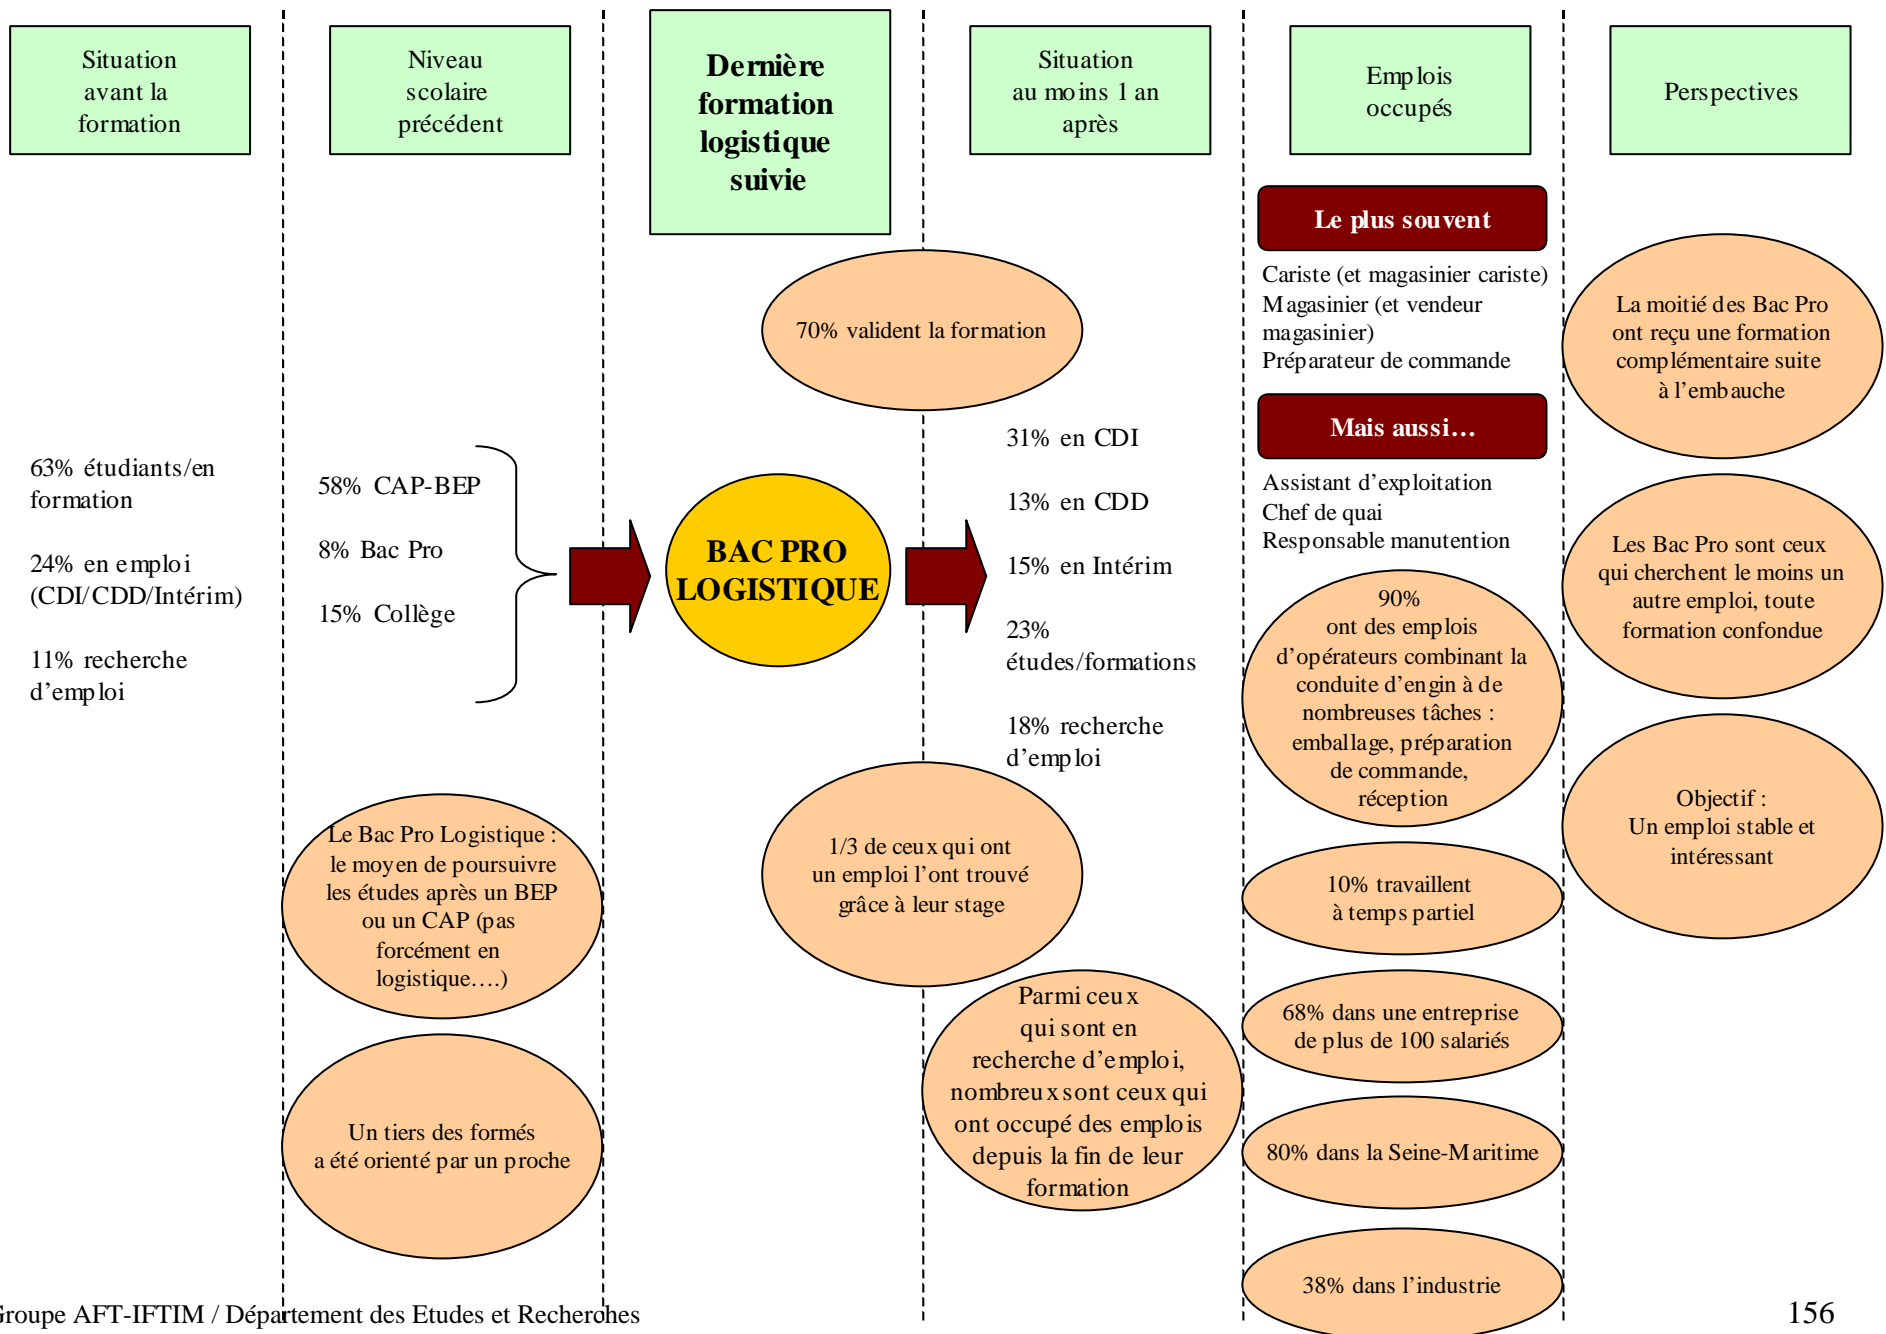 Situation
avant la
formation
Niveau
scolaire
précédent
Dernière
formation
logistique
suivie
Situation
au moins 1 an
après
Emplois
occupés
Perspectives
63% étudiants/en
formation
24% en emploi
(CDI/CDD/Intérim)
11% recherche
d'emploi
58% CAP-BEP
8% Bac Pro
15% Collège
Le Bac Pro Logistique :
le moyen de poursuivre
les études après un BEP
ou un CAP (pas
forcément en
logistique….)
Un tiers des formés
a été orienté par un proche
BAC PRO
LOGISTIQUE
70% valident la formation
31% en CDI
13% en CDD
15% en Intérim
23%
études/formations
18% recherche
d'emploi
1/3 de ceux qui ont
un emploi l'ont trouvé
grâce à leur stage
Parmi ceux
qui sont en
recherche d'emploi,
nombreux sont ceux qui
ont occupé des emplois
depuis la fin de leur
formation
Le plus souvent
Cariste (et magasinier cariste)
Magasinier (et vendeur
magasinier)
Préparateur de commande
Mais aussi…
Assistant d'exploitation
Chef de quai
Responsable manutention
90%
ont des emplois
d'opérateurs combinant la
conduite d'engin à de
nombreuses tâches :
emballage, préparation
de commande,
réception
10% travaillent
à temps partiel
68% dans une entreprise
de plus de 100 salariés
80% dans la Seine-Maritime
38% dans l'industrie
La moitié des Bac Pro
ont reçu une formation
complémentaire suite
à l'embauche
Les Bac Pro sont ceux
qui cherchent le moins un
autre emploi, toute
formation confondue
Objectif :
Un emploi stable et
intéressant
Groupe AFT-IFTIM / Département des Etudes et Recherches
156